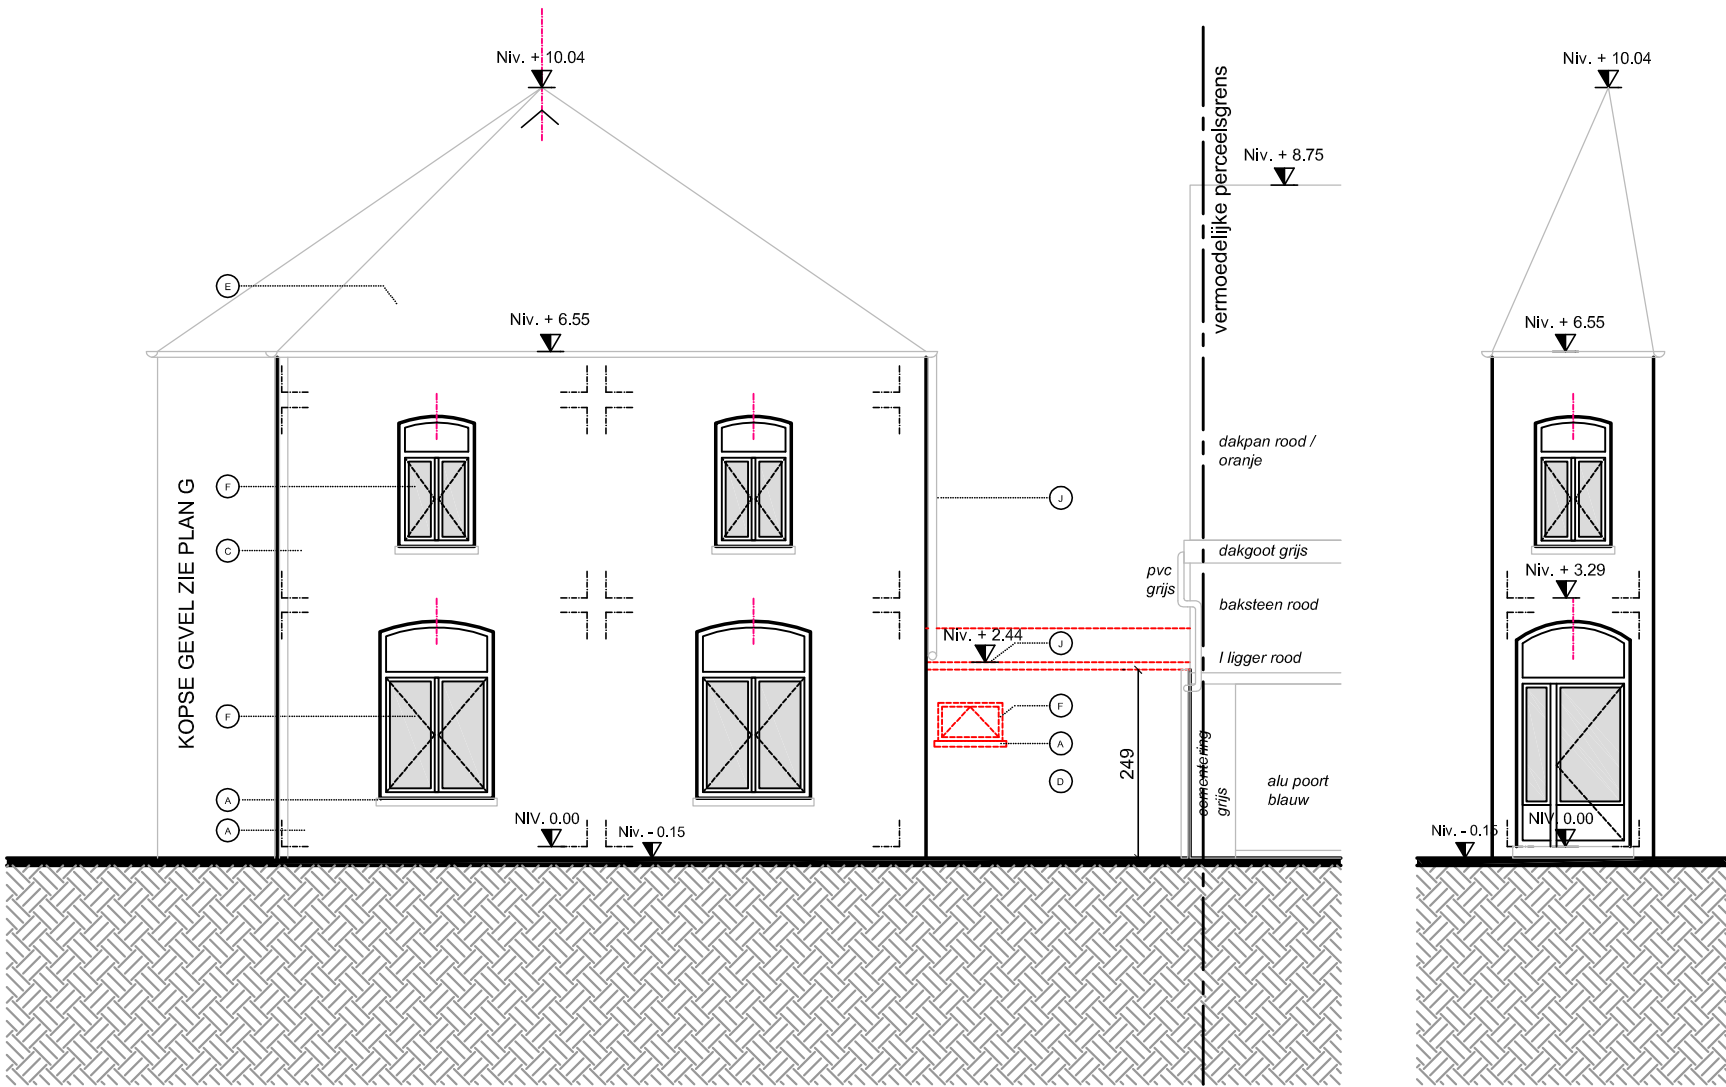 Niv. + 10.04
Niv. + 10.04
vermoedelijke perceelsgrens
Niv. + 8.75
E
Niv. + 6.55
Niv. + 6.55
dakpan rood /
oranje
KOPSE GEVEL ZIE PLAN G
F
J
C
dakgoot grijs
pvc
grijs
Niv. + 3.29
baksteen rood
Niv. + 2.44
J
I ligger rood
F
F
A
D
249
cementering
grijs
alu poort
blauw
A
A
NIV. 0.00
Niv. - 0.15
Niv. - 0.15
NIV. 0.00